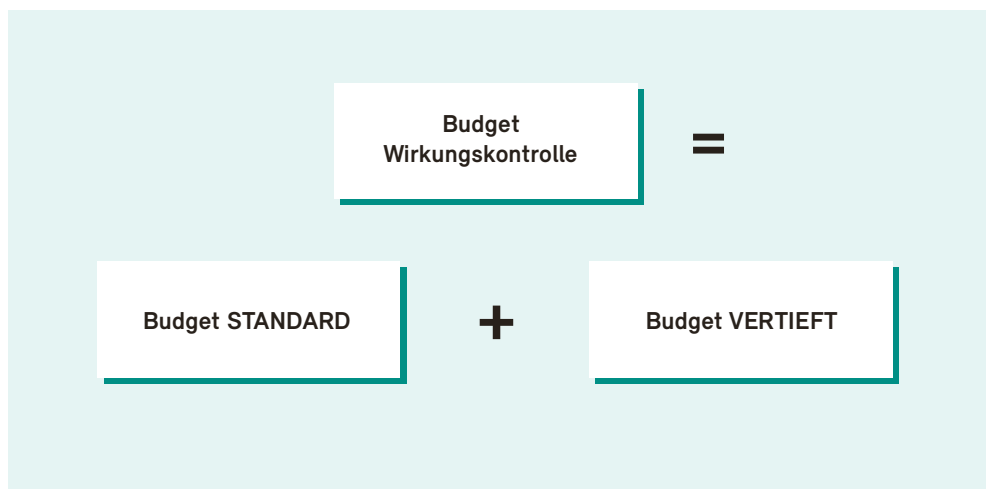 Budget
Wirkungskontrolle
=
Budget STANDARD
+
Budget VERTIEFT